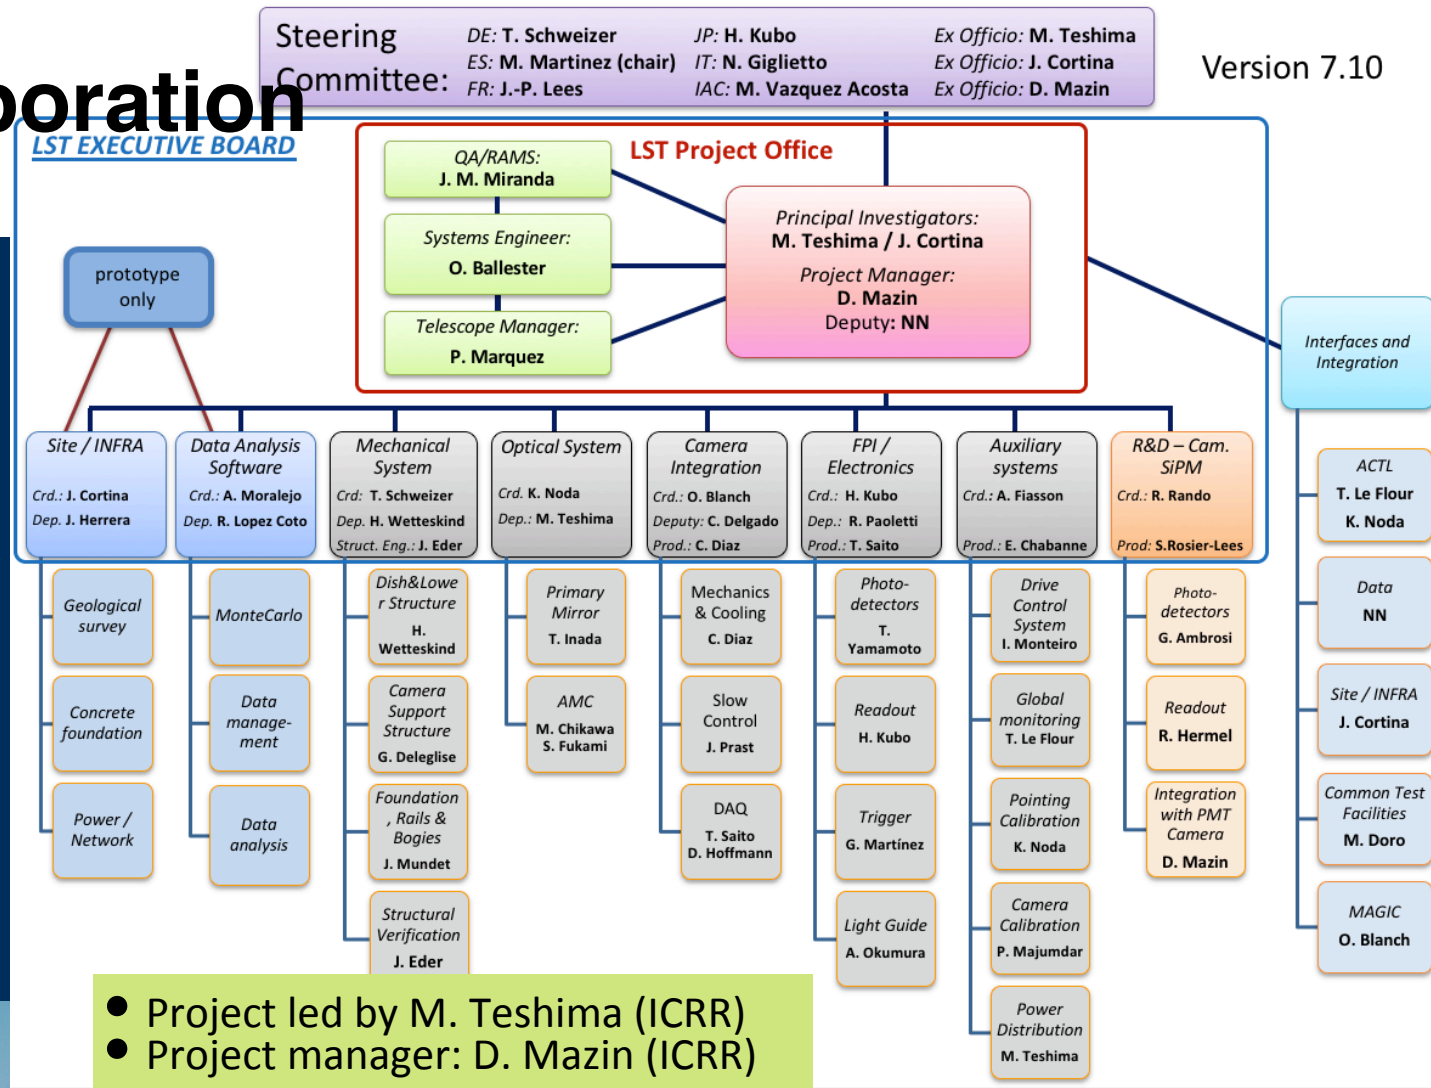 Steering
Committee:
DE: T. Schweizer
ES: M. Martinez (chair)
FR: J.-P. Lees
JP: H. Kubo
IT: N. Giglietto
IAC: M. Vazquez Acosta
Ex Officio: M. Teshima
Ex Officio: J. Cortina
Ex Officio: D. Mazin
Version 7.10
boration
LST EXECUTIVE BOARD
LST Project Office
QA/RAMS:
J. M. Miranda
Systems Engineer:
O. Ballester
Telescope Manager:
P. Marquez
Principal Investigators:
M. Teshima / J. Cortina
Project Manager:
D. Mazin
Deputy: NN
prototype
only
Interfaces and
Integration
Site / INFRA
Crd.: J. Cortina
Dep. J. Herrera
Data Analysis
Software
Crd.: A. Moralejo
Dep. R. Lopez Coto
Mechanical
System
Crd: T. Schweizer
Dep. H. Wetteskind
Struct. Eng.: J. Eder
Optical System
Crd. K. Noda
Dep.: M. Teshima
Camera
Integration
Crd.: O. Blanch
Deputy: C. Delgado
Prod.: C. Diaz
FPI /
Electronics
Crd.: H. Kubo
Dep.: R. Paoletti
Prod.: T. Saito
Auxiliary
systems
Crd.: A. Fiasson
Prod.: E. Chabanne
R&D – Cam.
SiPM
Crd.: R. Rando
Prod: S.Rosier-Lees
Geological
survey
Concrete
foundation
Power /
Network
MonteCarlo
Data
manage-
ment
Data
analysis
Dish&Lowe
r Structure
H.
Wetteskind
Camera
Support
Structure
G. Deleglise
Foundation
, Rails &
Bogies
J. Mundet
Structural
Verification
J. Eder
Primary
Mirror
T. Inada
AMC
M. Chikawa
S. Fukami
Mechanics
& Cooling
C. Diaz
Slow
Control
J. Prast
DAQ
T. Saito
D. Hoffmann
Photo-
detectors
T.
Yamamoto
Readout
H. Kubo
Trigger
G. Martínez
Light Guide
A. Okumura
Drive
Control
System
I. Monteiro
Global
monitoring
T. Le Flour
Pointing
Calibration
K. Noda
Camera
Calibration
P. Majumdar
Power
Distribution
M. Teshima
Photo-
detectors
G. Ambrosi
Readout
R. Hermel
Integration
with PMT
Camera
D. Mazin
ACTL
T. Le Flour
K. Noda
Data
NN
Site / INFRA
J. Cortina
Common Test
Facilities
M. Doro
MAGIC
O. Blanch
• Project led by M. Teshima (ICRR)
• Project manager: D. Mazin (ICRR)